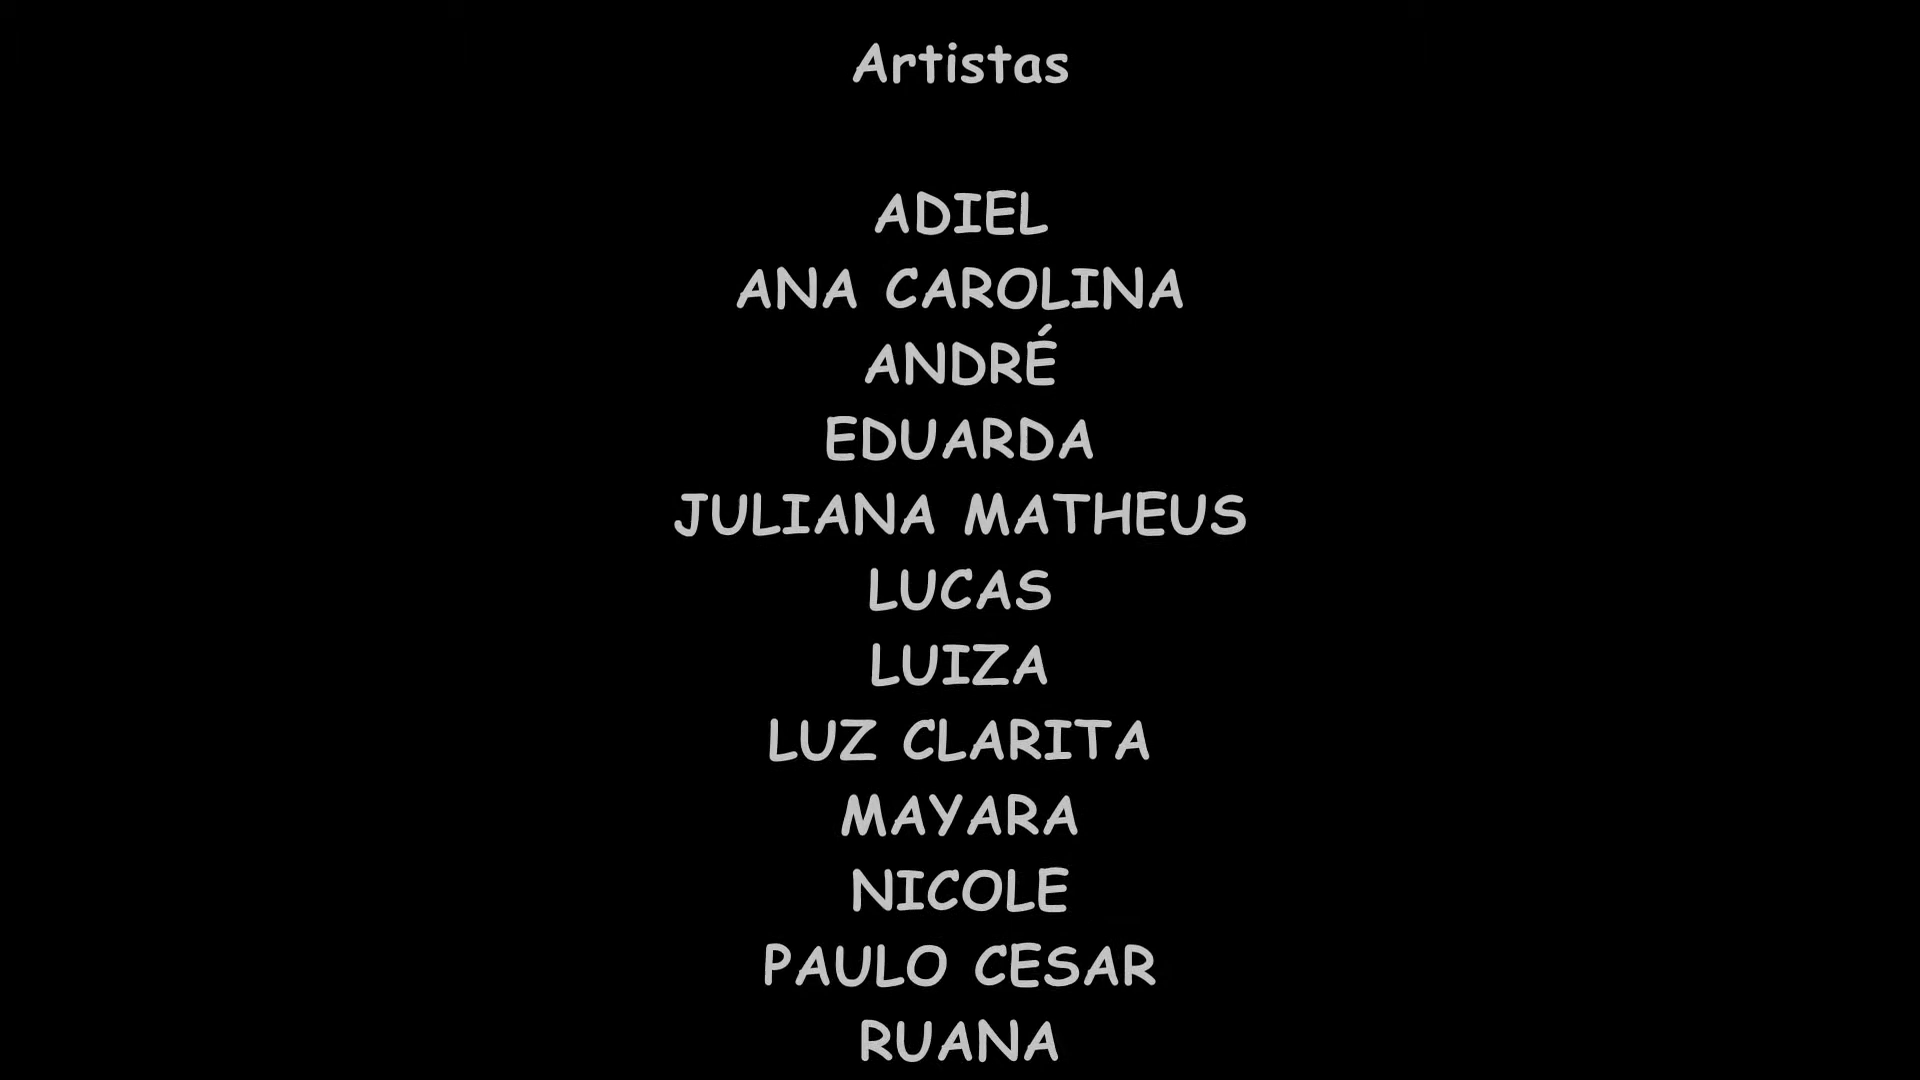 Artistas
ADIEL
ANA CAROLINA
ANDRÉ
EDUARDA
JULIANA MATHEUS
LUCAS
LUIZA
LUZ CLARITA
MAYARA
NICOLE
PAULO CESAR
RUANA